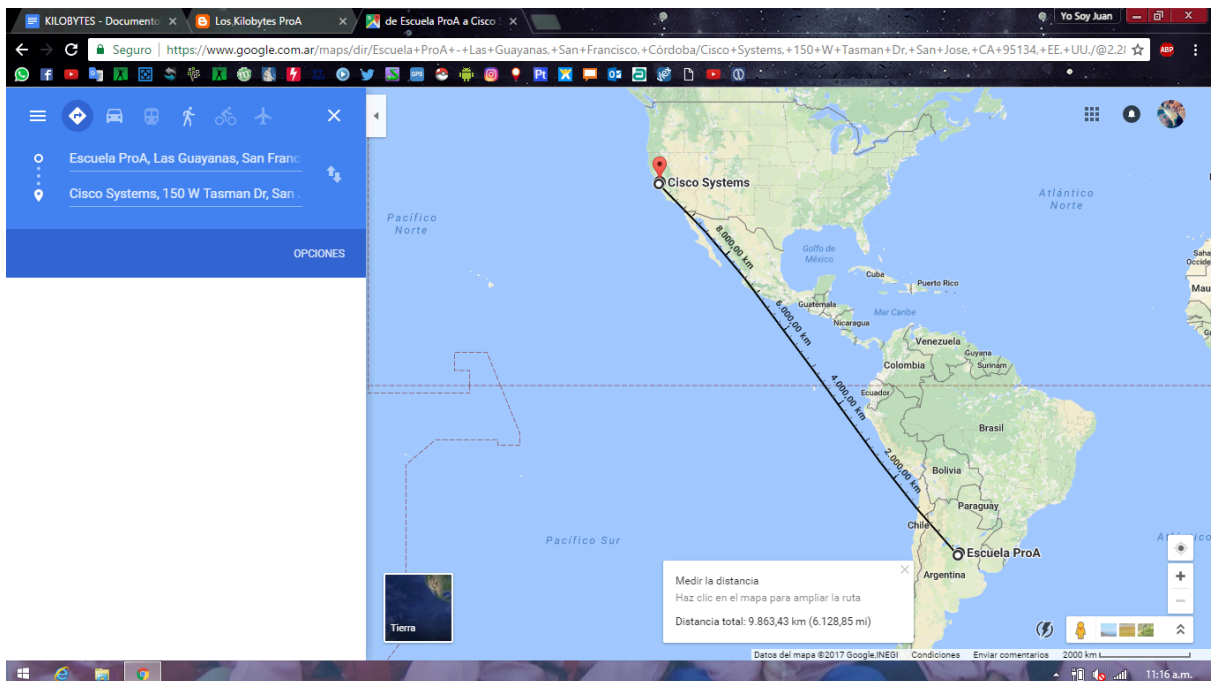 KILOBYTES - Documento
Los Kilobytes ProA
de Escuela ProA a Cisco
Yo Soy Juan
Seguro | https://www.google.com.ar/maps/dir/Escuela+ProA+-+Las+Guayanas,+San+Francisco,+Córdoba/Cisco+Systems,+150+W+Tasman+Dr,+San+Jose,+CA+95134,+EE.+UU./@2.2
ABP
GPS
Pt
Escuela ProA, Las Guayanas, San Franc
Cisco Systems, 150 W Tasman Dr, San
OPCIONES
Cisco Systems
Atlántico
Norte
Pacífico
Norte
8.000,00 km
Golfo de
México
Cuba
Puerto Rico
Saha
Occide
Mau
Guatemala
Mar Caribe
6.000,00 km
Nicaragua
Venezuela
Guyana
Colombia
Surinam
4.000,00 km
Ecuador
Brasil
2.000,00 km
Bolivia
Paraguay
Chile
Pacífico Sur
Escuela ProA
Argentina
Medir la distancia
Haz clic en el mapa para ampliar la ruta
Distancia total: 9.863,43 km (6.128,85 mi)
Tierra
Datos del mapa ©2017 Google, INEGI Condiciones Enviar comentarios 2000 km
11:16 a.m.